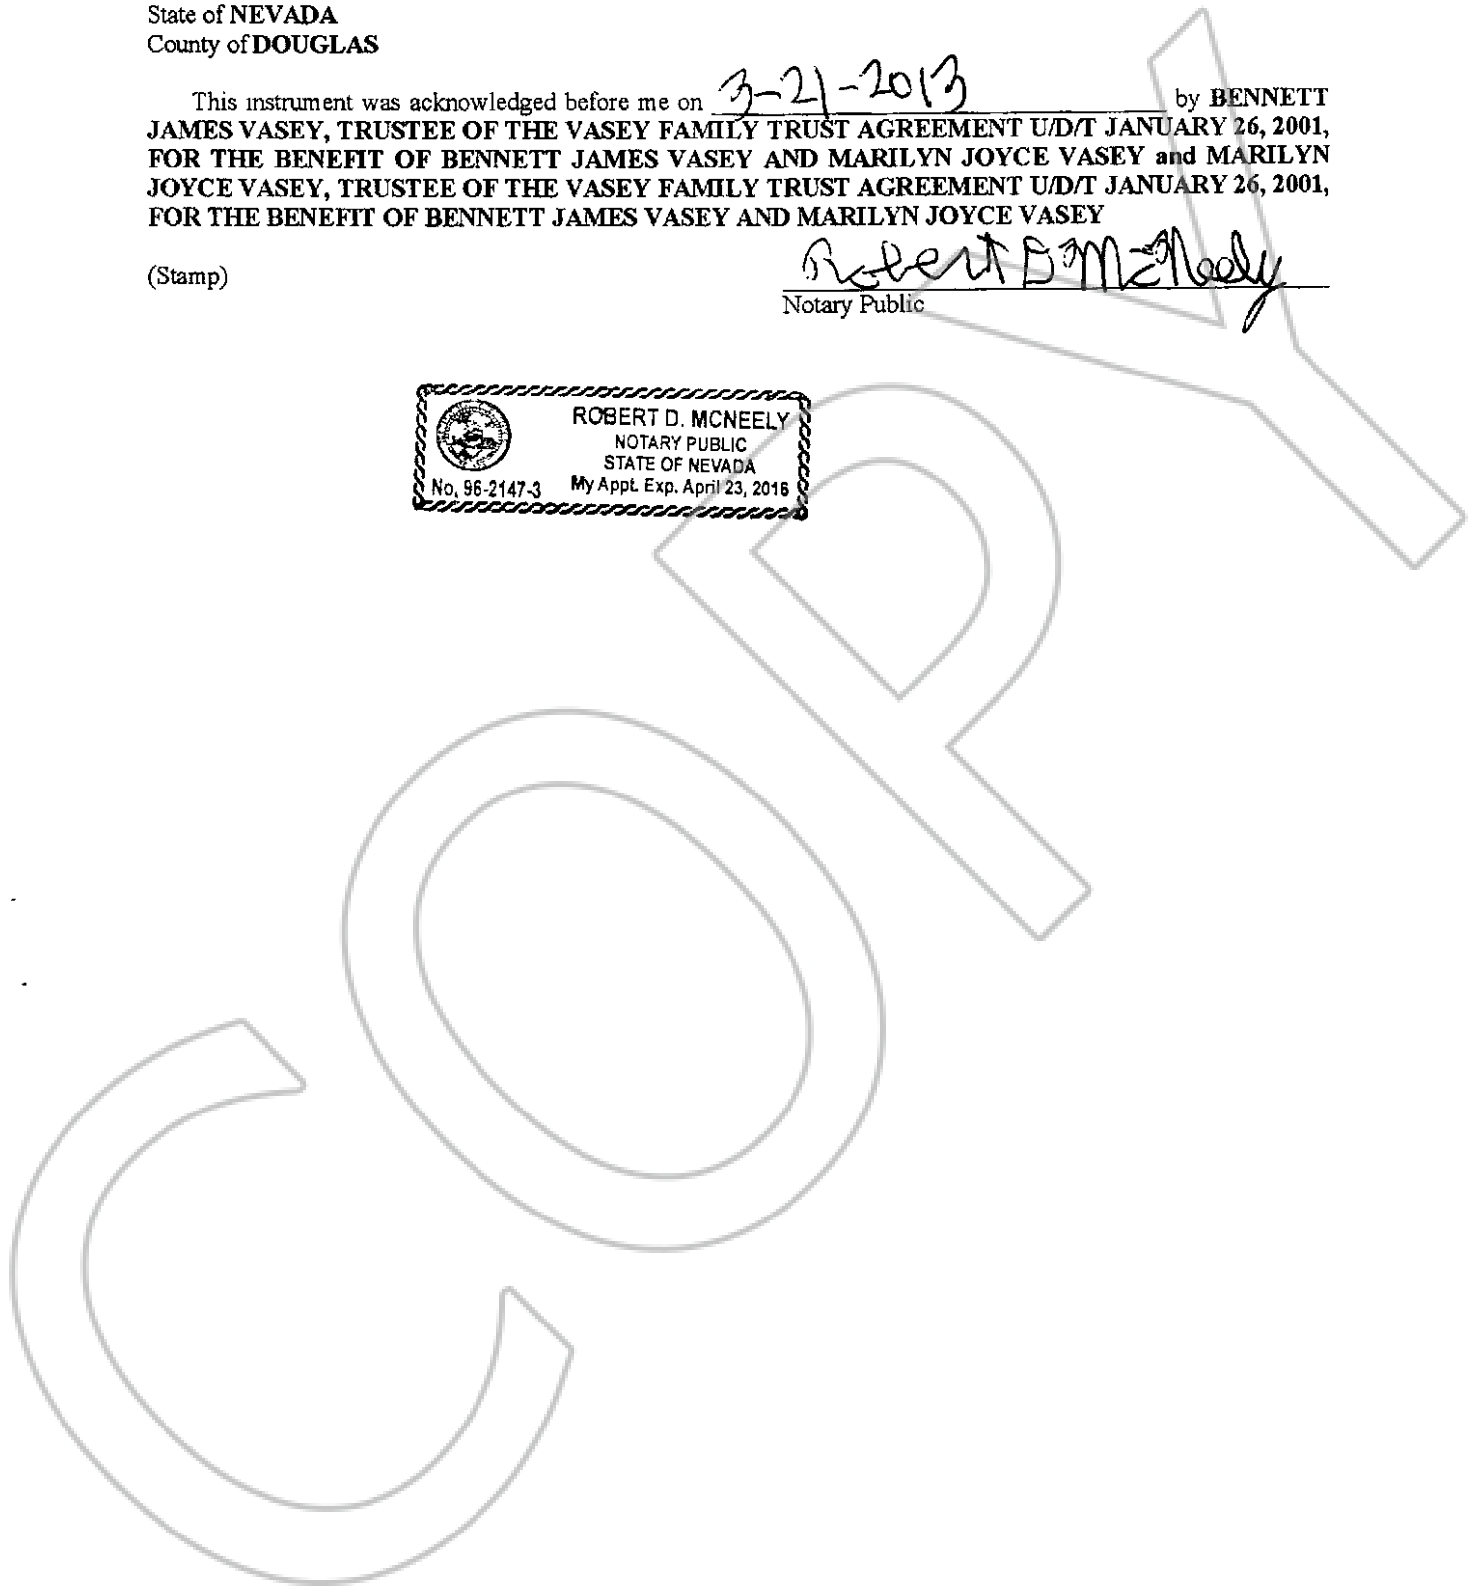 State of NEVADA
County of DOUGLAS
This instrument was acknowledged before me on 3-21-2013 by BENNETT
JAMES VASEY, TRUSTEE OF THE VASEY FAMILY TRUST AGREEMENT U/D/T JANUARY 26, 2001,
FOR THE BENEFIT OF BENNETT JAMES VASEY AND MARILYN JOYCE VASEY and MARILYN
JOYCE VASEY, TRUSTEE OF THE VASEY FAMILY TRUST AGREEMENT U/D/T JANUARY 26, 2001,
FOR THE BENEFIT OF BENNETT JAMES VASEY AND MARILYN JOYCE VASEY
Robert D McNeely
(Stamp)
Notary Public
ROBERT D. MCNEELY
NOTARY PUBLIC
STATE OF NEVADA
No. 96-2147-3 My Appt. Exp. April 23, 2016
COPY